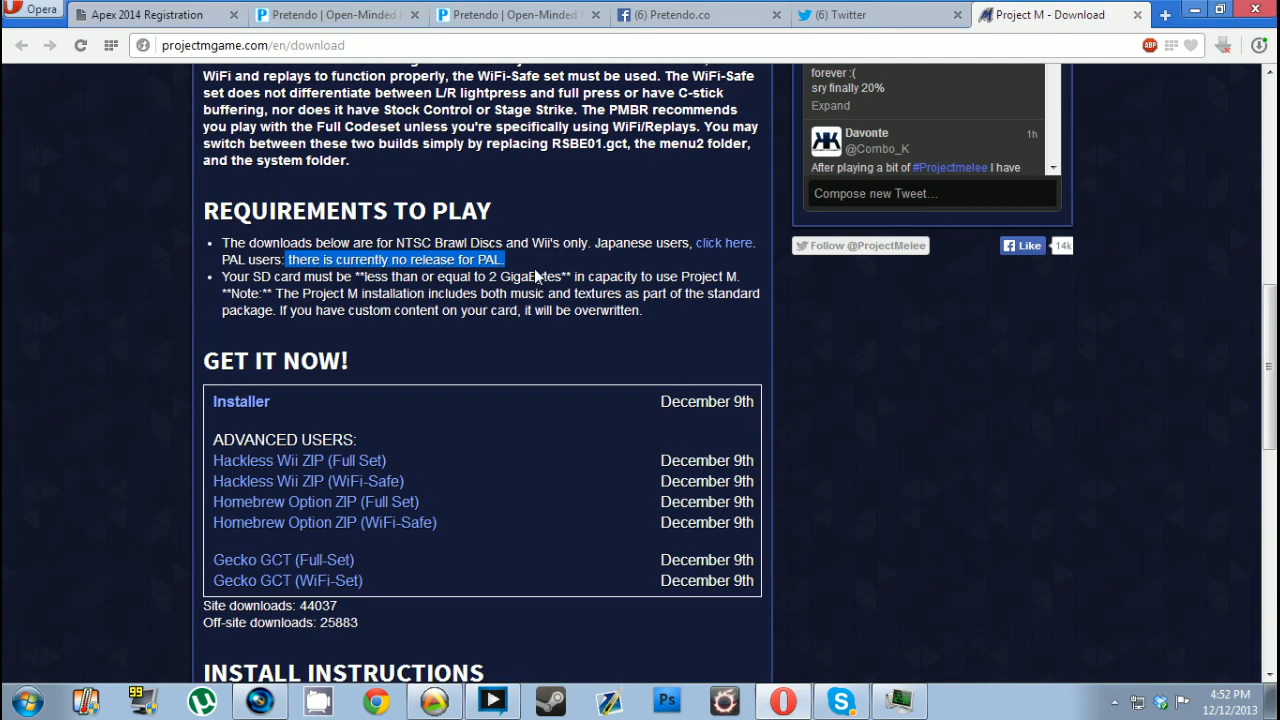 Opera
Apex 2014 Registration
Pretendo | Open-Minded
Pretendo | Open-Minded
(6) Pretendo.co
(6) Twitter
Project M - Download
projectmgame.com/en/download
ABP
WiFi and replays to function properly, the WiFi-Safe set must be used. The WiFi-Safe
set does not differentiate between L/R lightpress and full press or have C-stick
buffering, nor does it have Stock Control or Stage Strike. The PMBR recommends
you play with the Full Codeset unless you're specifically using WiFi/Replays. You may
switch between these two builds simply by replacing RSBE01.gct, the menu2 folder,
and the system folder.
REQUIREMENTS TO PLAY
• The downloads below are for NTSC Brawl Discs and Wii's only. Japanese users, click here.
PAL users: there is currently no release for PAL.
• Your SD card must be **less than or equal to 2 GigaBytes** in capacity to use Project M.
**Note:** The Project M installation includes both music and textures as part of the standard
package. If you have custom content on your card, it will be overwritten.
GET IT NOW!
Installer December 9th
ADVANCED USERS:
Hackless Wii ZIP (Full Set) December 9th
Hackless Wii ZIP (WiFi-Safe) December 9th
Homebrew Option ZIP (Full Set) December 9th
Homebrew Option ZIP (WiFi-Safe) December 9th
Gecko GCT (Full-Set) December 9th
Gecko GCT (WiFi-Set) December 9th
Site downloads: 44037
Off-site downloads: 25883
INSTALL INSTRUCTIONS
forever :(
sry finally 20%
Expand
Davonte 1h
@Combo_K
After playing a bit of #Projectmelee I have
Compose new Tweet…
Follow @ProjectMelee
Like 14k
99
Ps
4:52 PM
12/12/2013